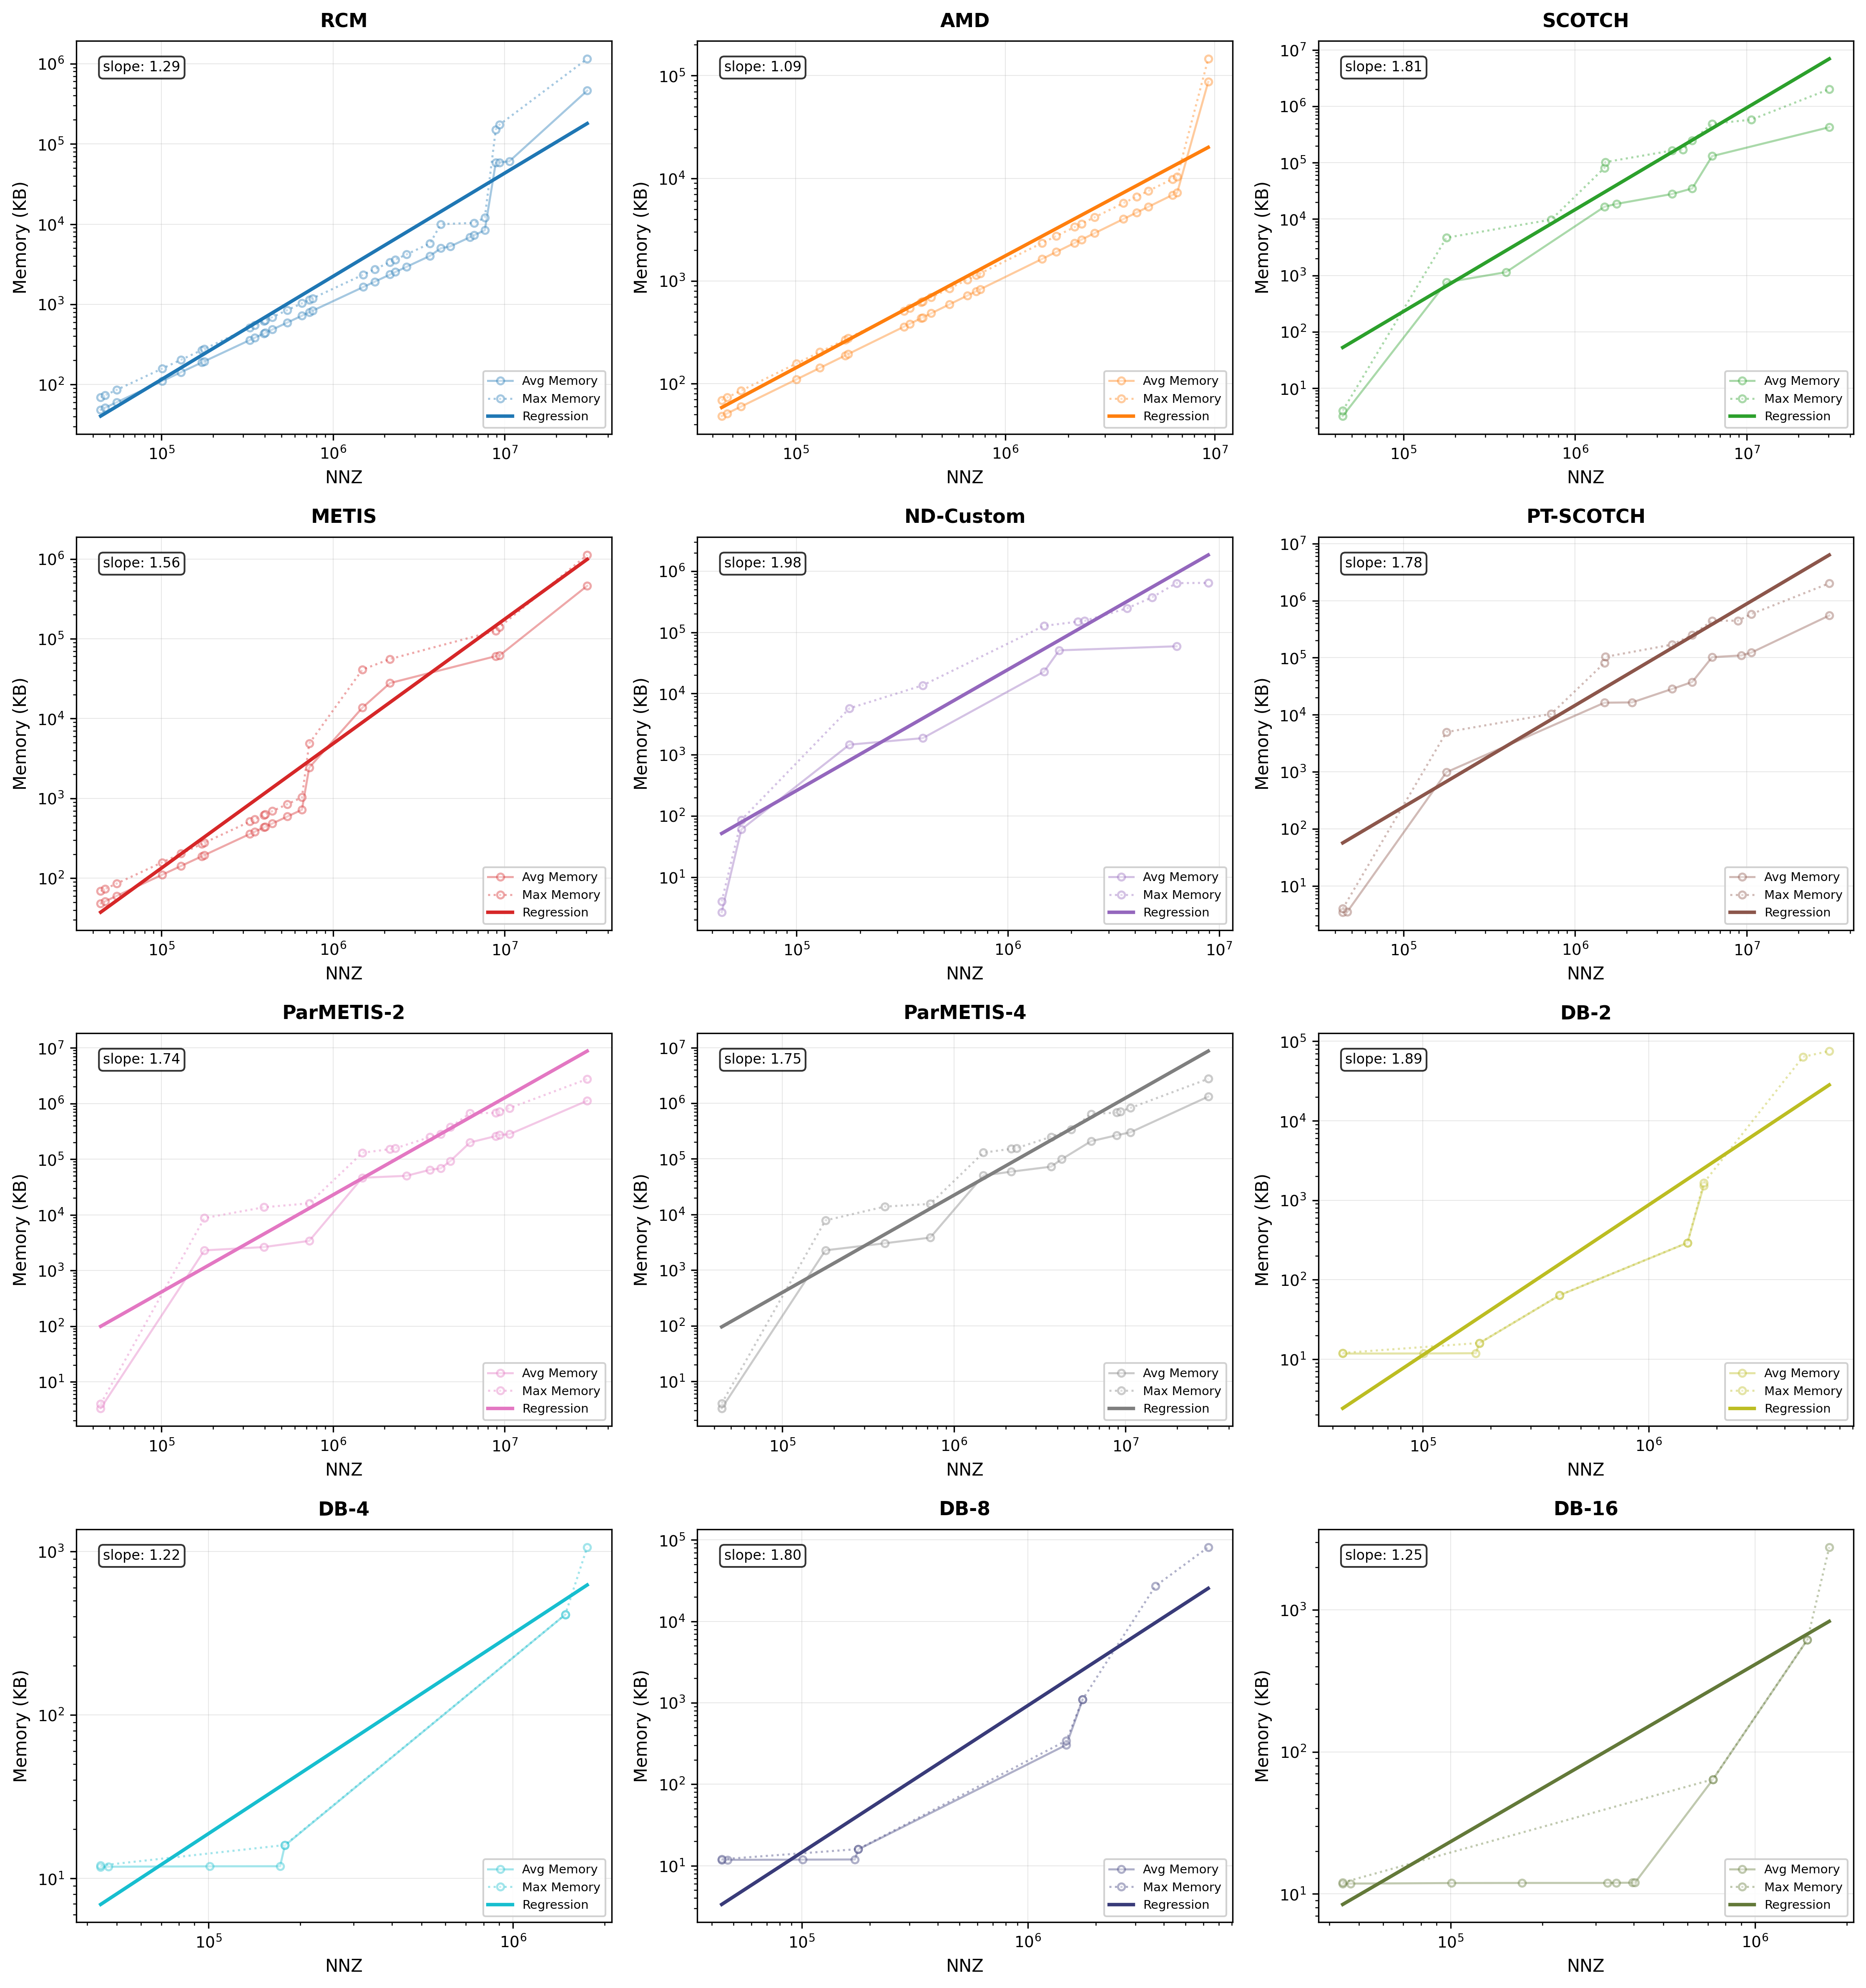 RCM
slope: 1.29
Memory (KB)
10^6
10^5
10^4
10^3
10^2
Avg Memory
Max Memory
Regression
10^5 10^6 10^7
NNZ
AMD
slope: 1.09
Memory (KB)
10^5
10^4
10^3
10^2
Avg Memory
Max Memory
Regression
10^5 10^6 10^7
NNZ
SCOTCH
slope: 1.81
Memory (KB)
10^7
10^6
10^5
10^4
10^3
10^2
10^1
Avg Memory
Max Memory
Regression
10^5 10^6 10^7
NNZ
METIS
slope: 1.56
Memory (KB)
10^6
10^5
10^4
10^3
10^2
Avg Memory
Max Memory
Regression
10^5 10^6 10^7
NNZ
ND-Custom
slope: 1.98
Memory (KB)
10^6
10^5
10^4
10^3
10^2
10^1
Avg Memory
Max Memory
Regression
10^5 10^6 10^7
NNZ
PT-SCOTCH
slope: 1.78
Memory (KB)
10^7
10^6
10^5
10^4
10^3
10^2
10^1
Avg Memory
Max Memory
Regression
10^5 10^6 10^7
NNZ
ParMETIS-2
slope: 1.74
Memory (KB)
10^7
10^6
10^5
10^4
10^3
10^2
10^1
Avg Memory
Max Memory
Regression
10^5 10^6 10^7
NNZ
ParMETIS-4
slope: 1.75
Memory (KB)
10^7
10^6
10^5
10^4
10^3
10^2
10^1
Avg Memory
Max Memory
Regression
10^5 10^6 10^7
NNZ
DB-2
slope: 1.89
Memory (KB)
10^5
10^4
10^3
10^2
10^1
Avg Memory
Max Memory
Regression
10^5 10^6
NNZ
DB-4
slope: 1.22
Memory (KB)
10^3
10^2
10^1
Avg Memory
Max Memory
Regression
10^5 10^6
NNZ
DB-8
slope: 1.80
Memory (KB)
10^5
10^4
10^3
10^2
10^1
Avg Memory
Max Memory
Regression
10^5 10^6
NNZ
DB-16
slope: 1.25
Memory (KB)
10^3
10^2
10^1
Avg Memory
Max Memory
Regression
10^5 10^6
NNZ